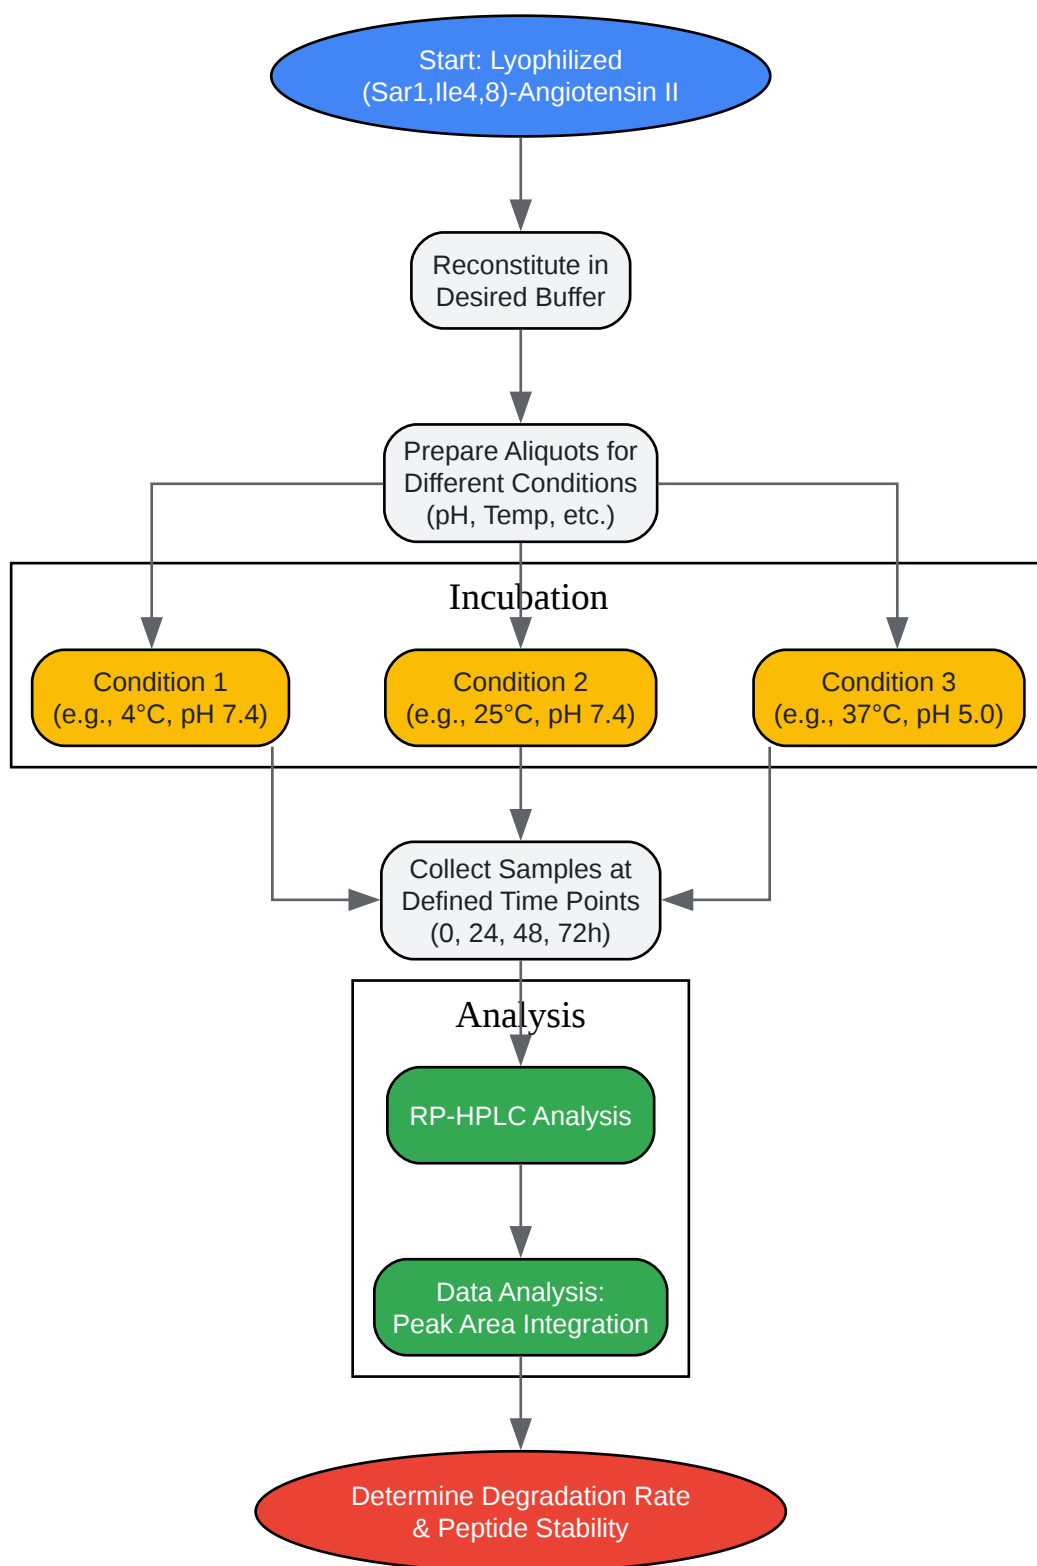 Start: Lyophilized
(Sar1,Ile4,8)-Angiotensin II
Reconstitute in
Desired Buffer
Prepare Aliquots for
Different Conditions
(pH, Temp, etc.)
Incubation
Condition 1
(e.g., 4°C, pH 7.4)
Condition 2
(e.g., 25°C, pH 7.4)
Condition 3
(e.g., 37°C, pH 5.0)
Collect Samples at
Defined Time Points
(0, 24, 48, 72h)
Analysis
RP-HPLC Analysis
Data Analysis:
Peak Area Integration
Determine Degradation Rate
& Peptide Stability